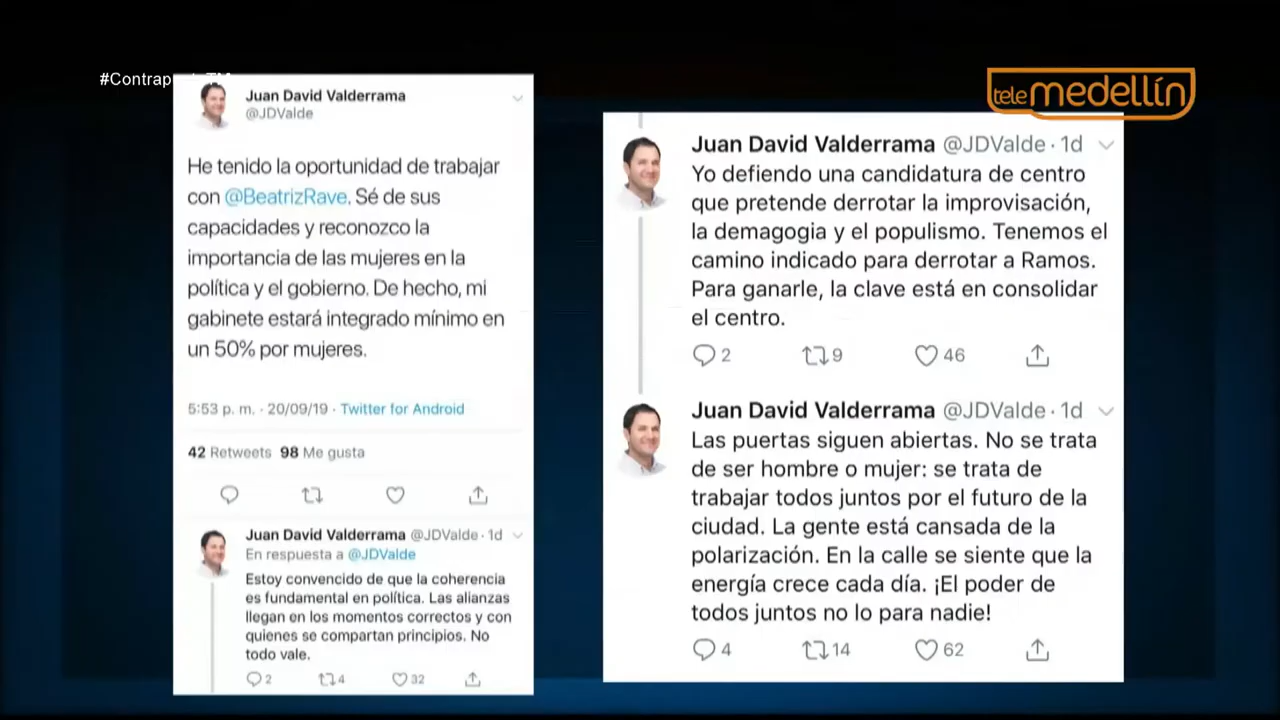 #Contrap
tele medellín
Juan David Valderrama
@JDValde
He tenido la oportunidad de trabajar
con @BeatrizRave. Sé de sus
capacidades y reconozco la
importancia de las mujeres en la
política y el gobierno. De hecho, mi
gabinete estará integrado mínimo en
un 50% por mujeres.
5:53 p. m. · 20/09/19 · Twitter for Android
42 Retweets 98 Me gusta
Juan David Valderrama @JDValde · 1d
En respuesta a @JDValde
Estoy convencido de que la coherencia
es fundamental en política. Las alianzas
llegan en los momentos correctos y con
quienes se compartan principios. No
todo vale.
2 4 32
Juan David Valderrama @JDValde · 1d
Yo defiendo una candidatura de centro
que pretende derrotar la improvisación,
la demagogia y el populismo. Tenemos el
camino indicado para derrotar a Ramos.
Para ganarle, la clave está en consolidar
el centro.
2 9 46
Juan David Valderrama @JDValde · 1d
Las puertas siguen abiertas. No se trata
de ser hombre o mujer: se trata de
trabajar todos juntos por el futuro de la
ciudad. La gente está cansada de la
polarización. En la calle se siente que la
energía crece cada día. ¡El poder de
todos juntos no lo para nadie!
4 14 62